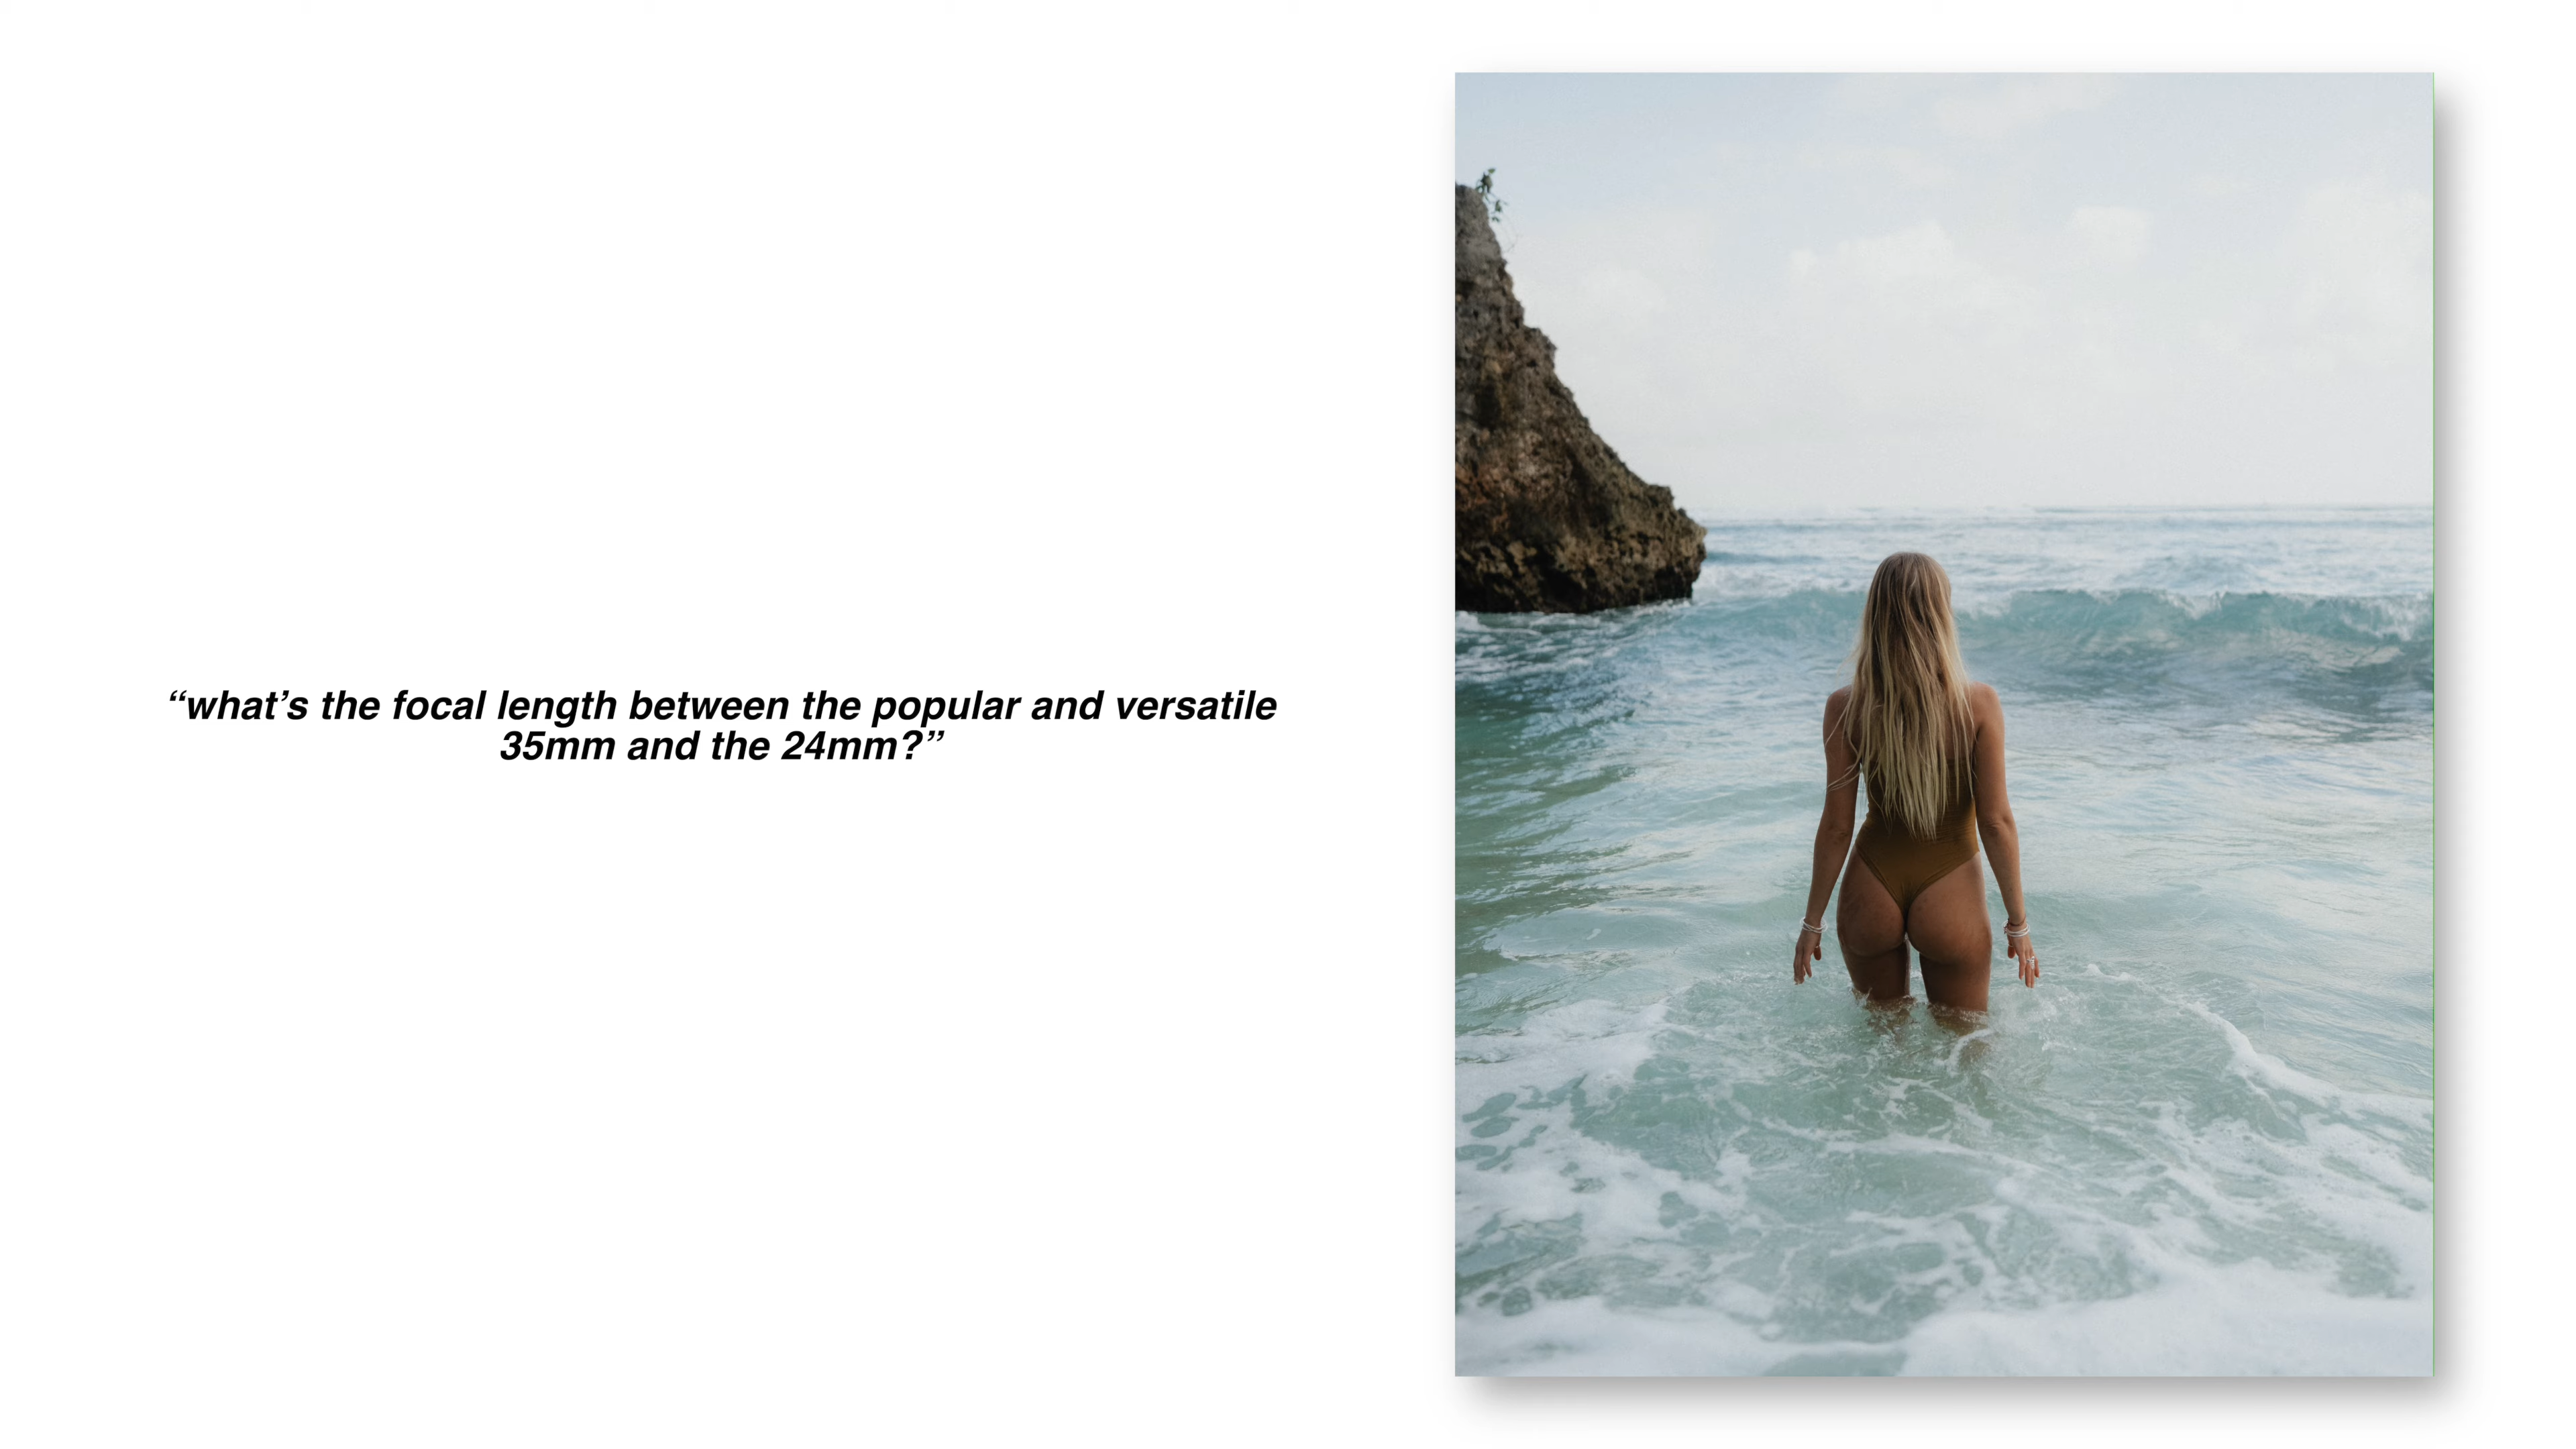 “what’s the focal length between the popular and versatile
35mm and the 24mm?”